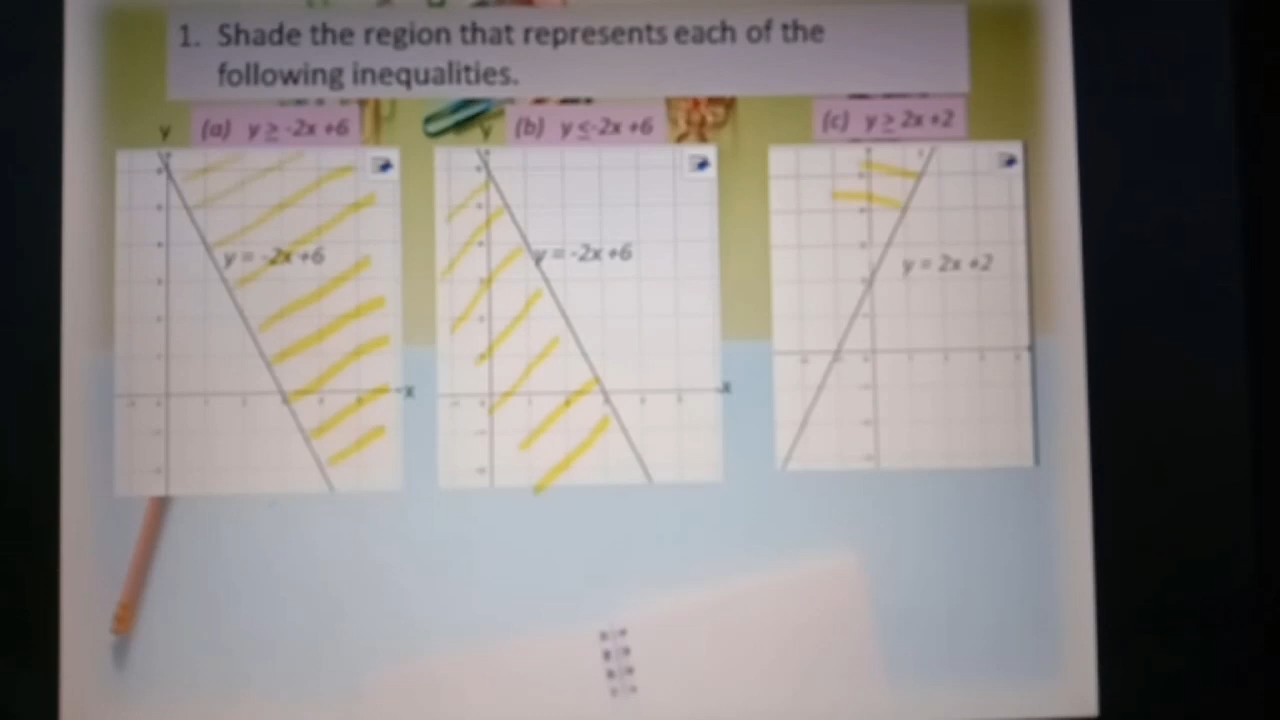 1. Shade the region that represents each of the
following inequalities.
(a) y ≥ -2x +6
(b) y ≤ -2x +6
(c) y ≥ 2x +2
y
y
y = -2x +6
y = -2x +6
y = 2x +2
x
x